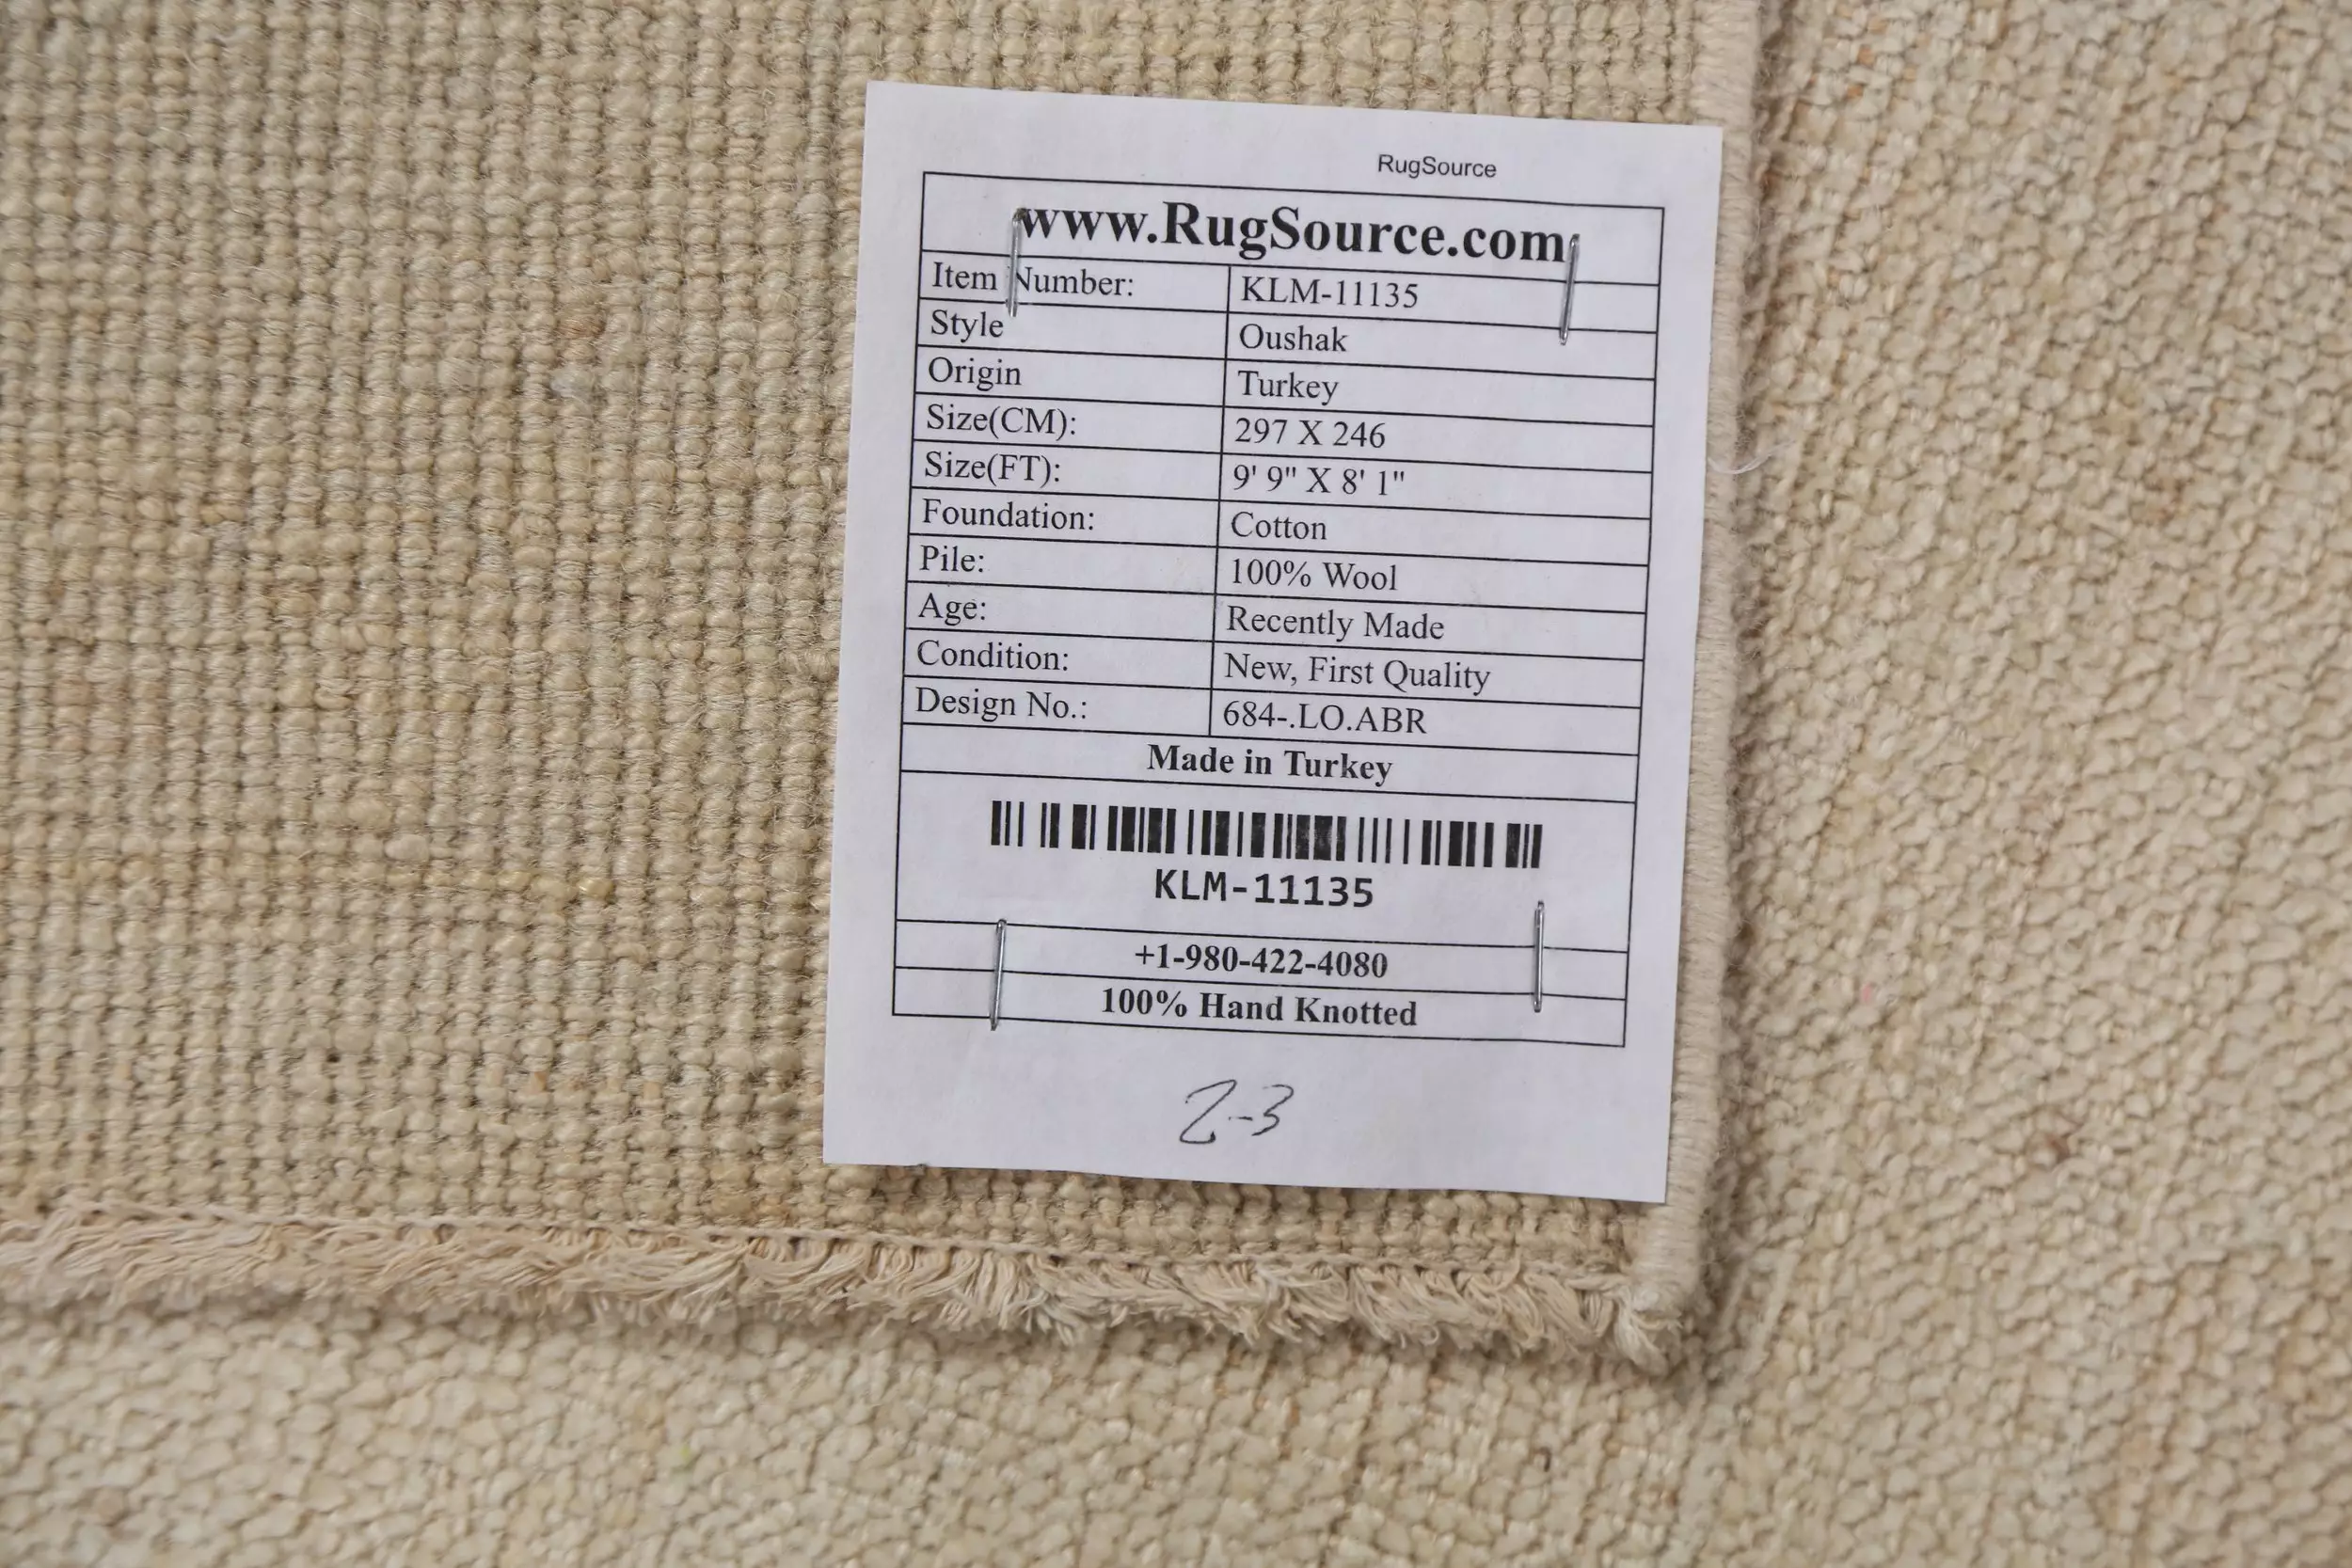 RugSource
www.RugSource.com
Item Number: KLM-11135
Style Oushak
Origin Turkey
Size(CM): 297 X 246
Size(FT): 9' 9" X 8' 1"
Foundation: Cotton
Pile: 100% Wool
Age: Recently Made
Condition: New, First Quality
Design No.: 684-.LO.ABR
Made in Turkey
KLM-11135
+1-980-422-4080
100% Hand Knotted
2-3